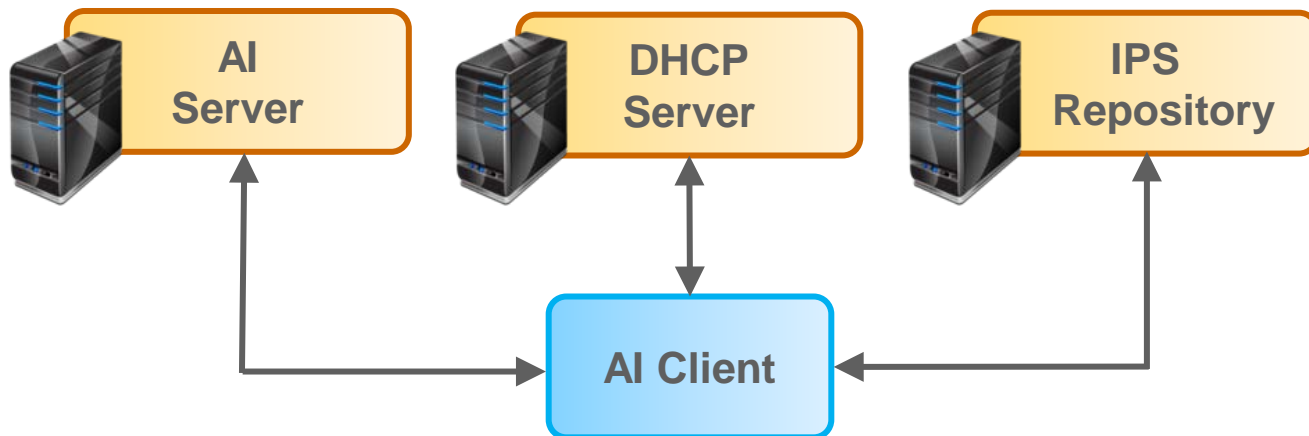 AI
Server
DHCP
Server
IPS
Repository
AI Client